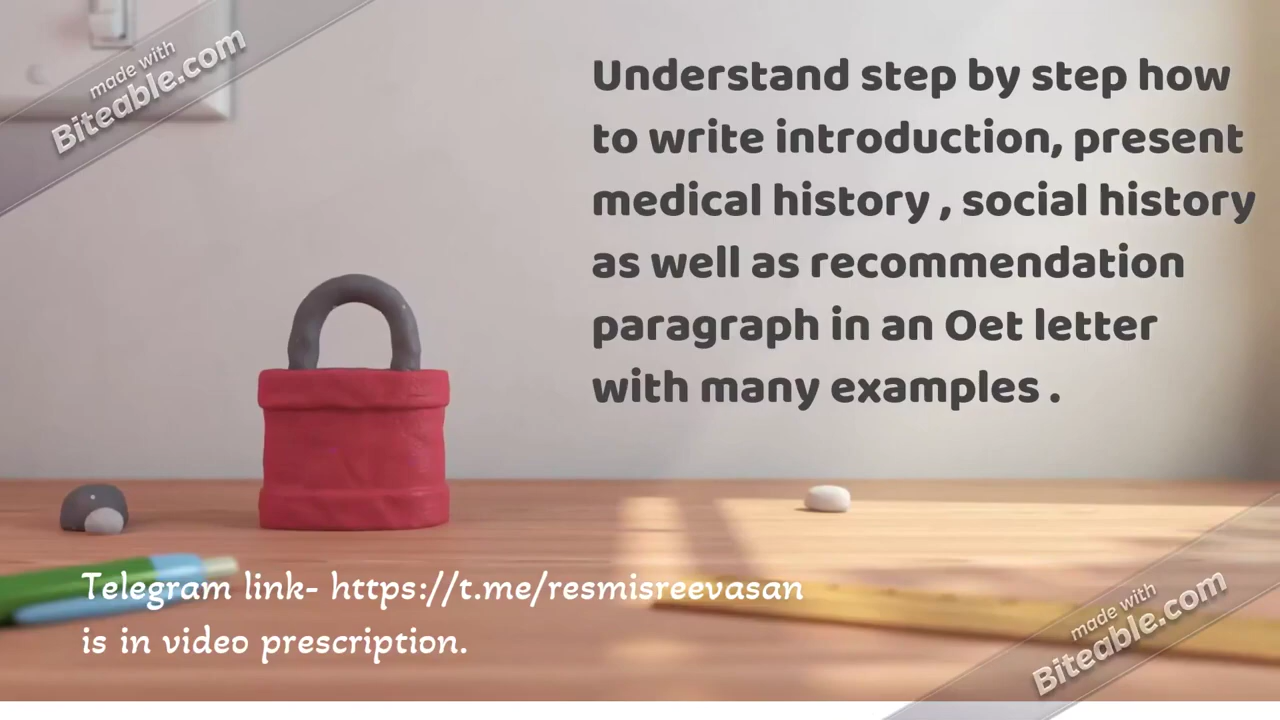 made with
Biteable.com
Understand step by step how
to write introduction, present
medical history , social history
as well as recommendation
paragraph in an Oet letter
with many examples .
Telegram link- https://t.me/resmisreevasan
is in video prescription.
made with
Biteable.com